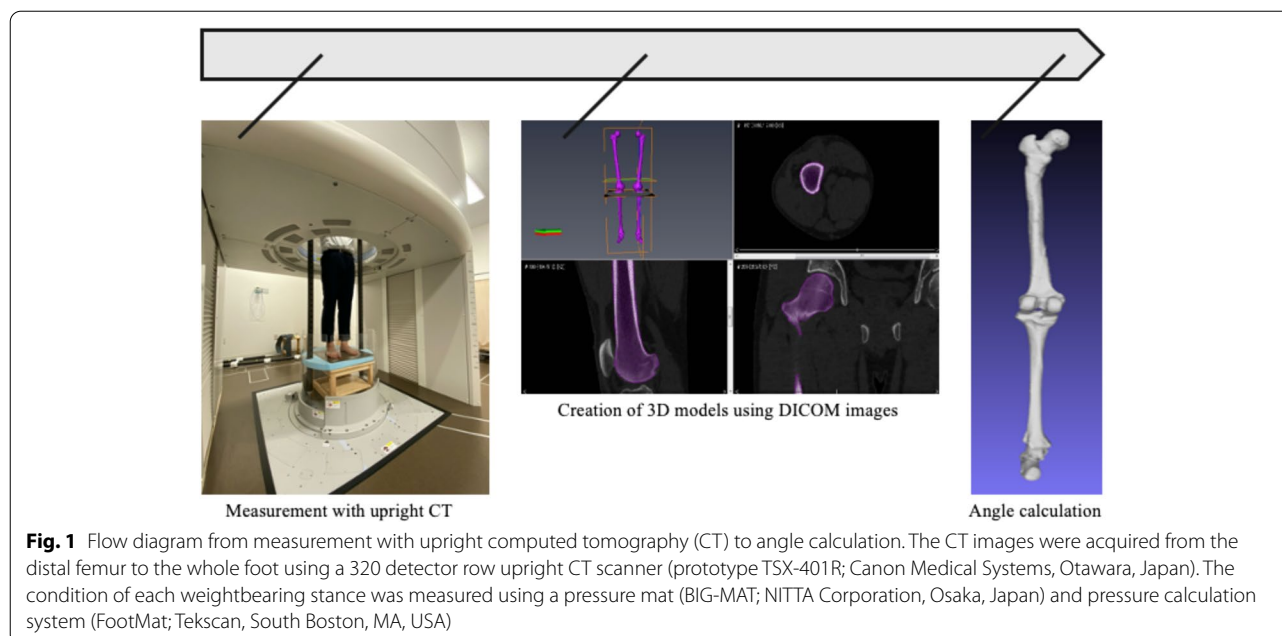 Creation of 3D models using DICOM images
Measurement with upright CT
Angle calculation
Fig. 1 Flow diagram from measurement with upright computed tomography (CT) to angle calculation. The CT images were acquired from the
distal femur to the whole foot using a 320 detector row upright CT scanner (prototype TSX-401R; Canon Medical Systems, Otawara, Japan). The
condition of each weightbearing stance was measured using a pressure mat (BIG-MAT; NITTA Corporation, Osaka, Japan) and pressure calculation
system (FootMat; Tekscan, South Boston, MA, USA)